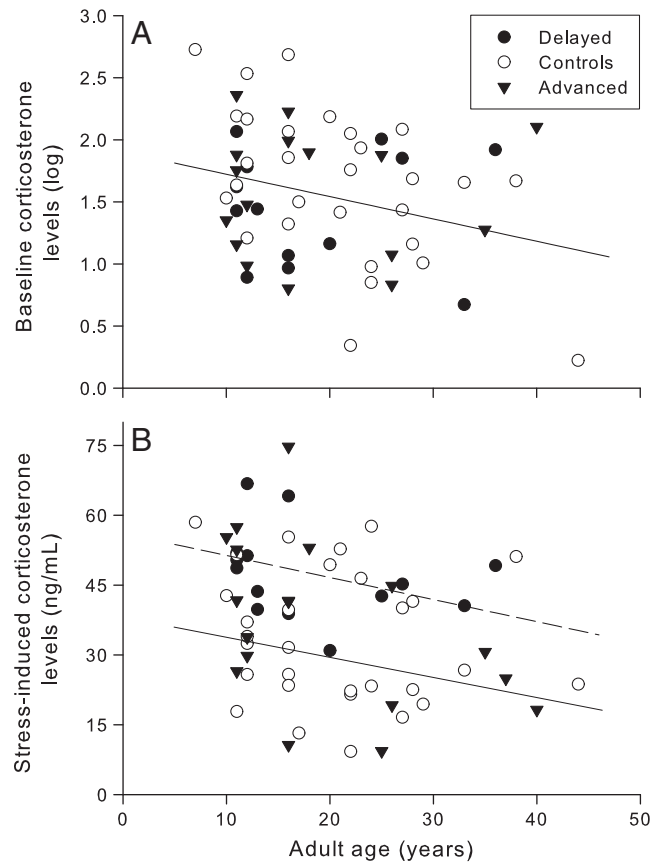 A
Delayed
Controls
Advanced
3.0
2.5
2.0
1.5
1.0
0.5
0.0
Baseline corticosterone
levels (log)
B
75
60
45
30
15
0
Stress-induced corticosterone
levels (ng/mL)
0 10 20 30 40 50
Adult age (years)